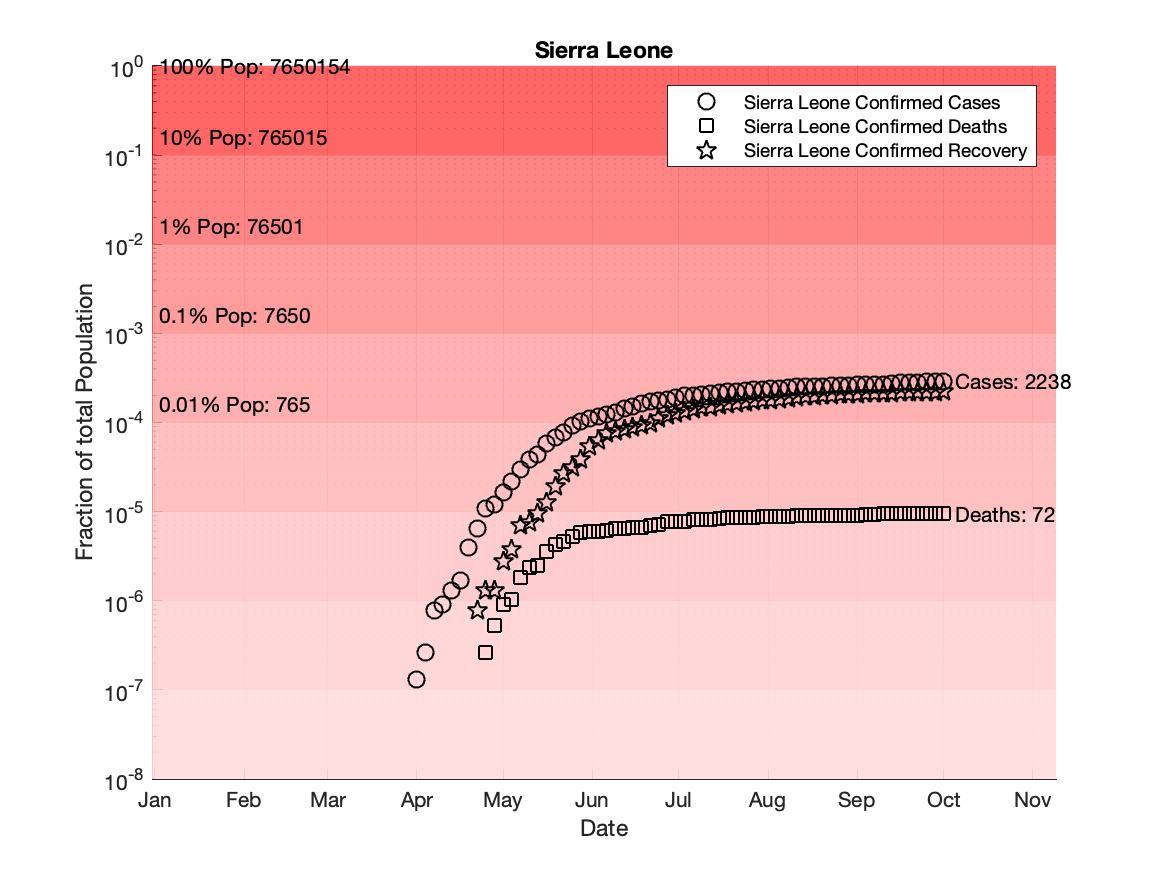 Sierra Leone
10^0
100% Pop: 7650154
Sierra Leone Confirmed Cases
Sierra Leone Confirmed Deaths
Sierra Leone Confirmed Recovery
10% Pop: 765015
10^-1
1% Pop: 76501
10^-2
0.1% Pop: 7650
10^-3
Cases: 2238
0.01% Pop: 765
10^-4
10^-5
Deaths: 72
10^-6
10^-7
10^-8
Fraction of total Population
Jan Feb Mar Apr May Jun Jul Aug Sep Oct Nov
Date